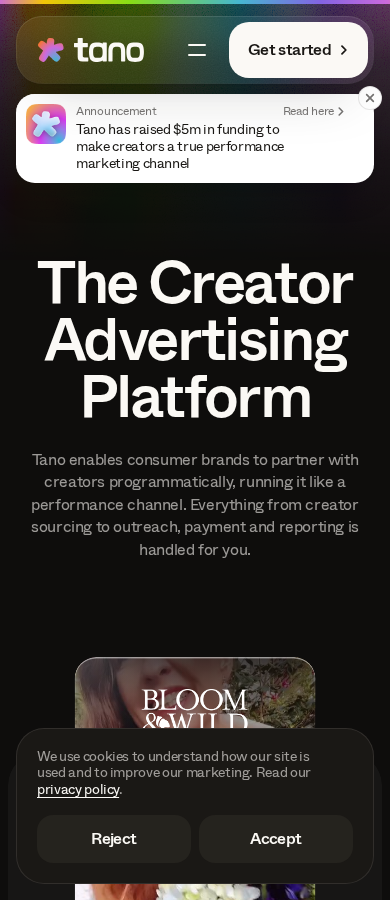 tano
Get started
Announcement
Read here
Tano has raised $5m in funding to
make creators a true performance
marketing channel
The Creator
Advertising
Platform
Tano enables consumer brands to partner with
creators programmatically, running it like a
performance channel. Everything from creator
sourcing to outreach, payment and reporting is
handled for you.
BLOOM
&WILD
We use cookies to understand how our site is
used and to improve our marketing. Read our
privacy policy.
Reject
Accept